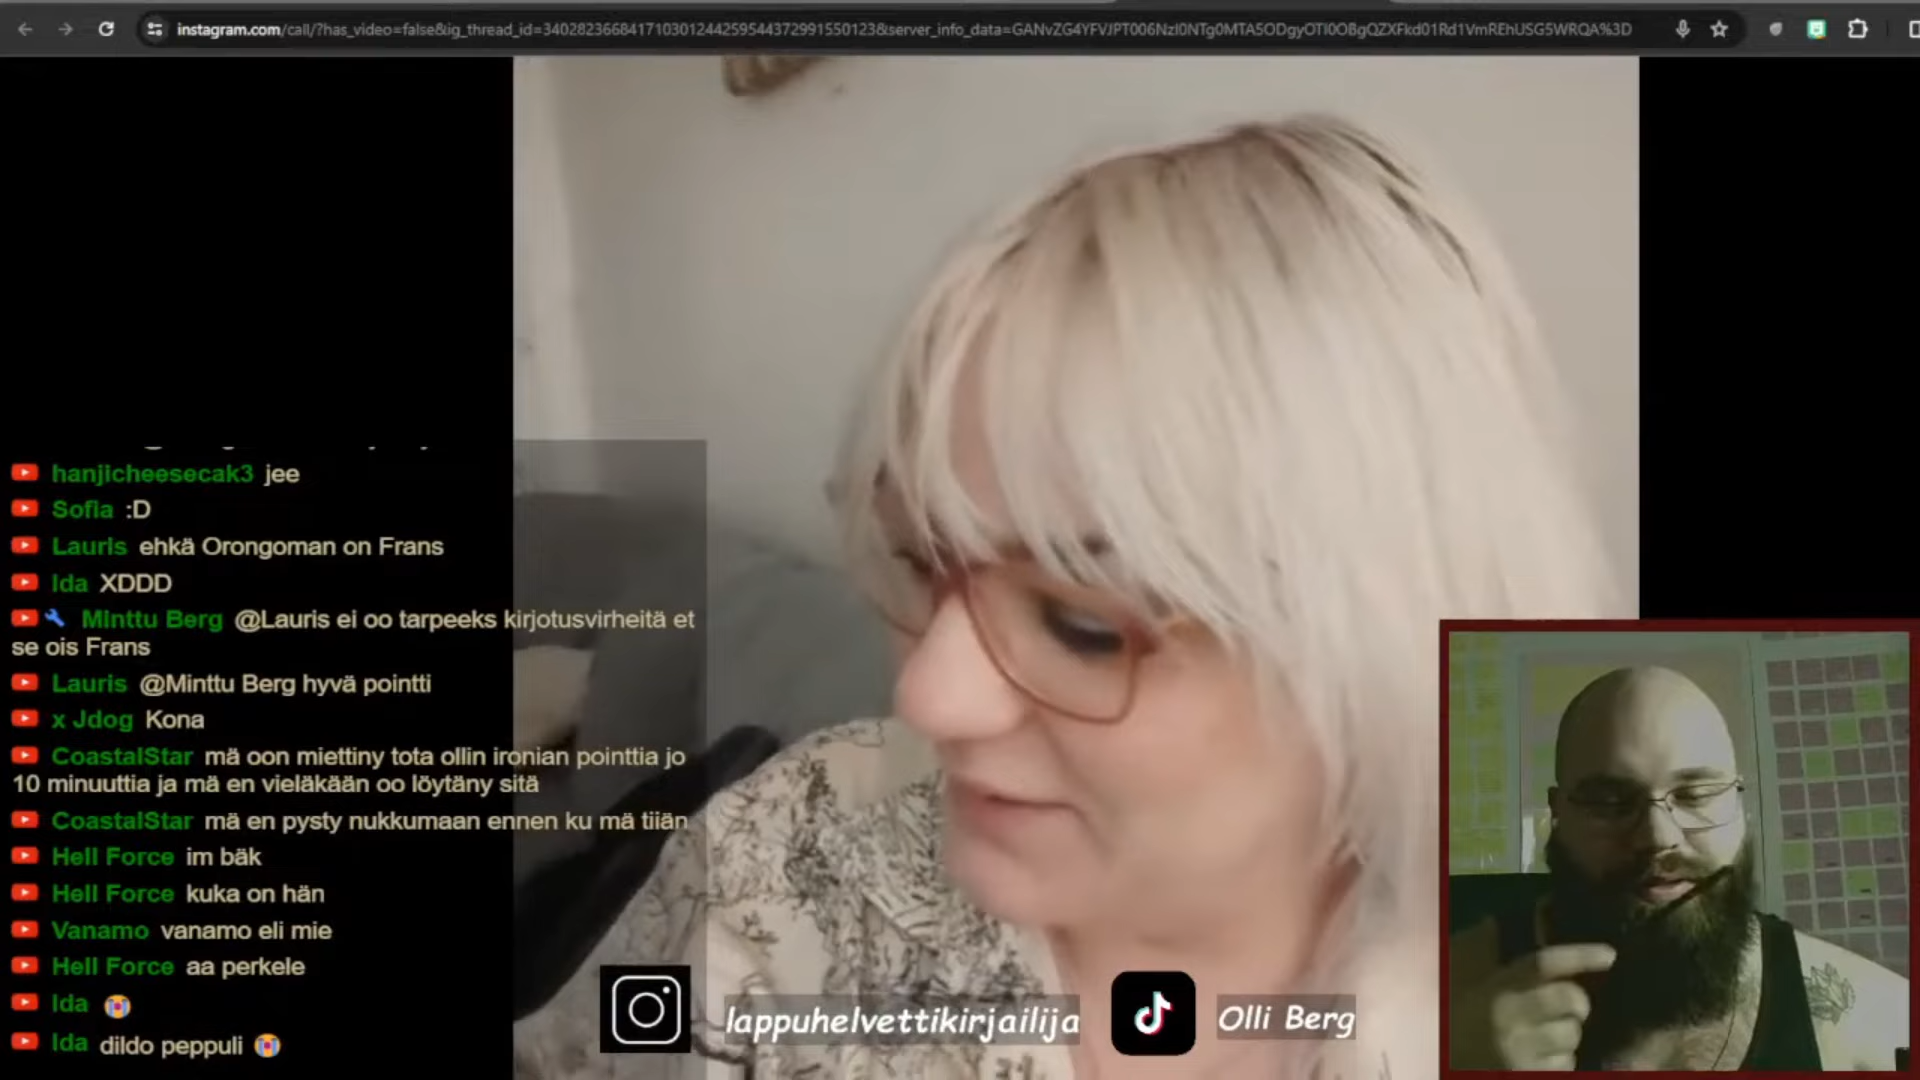 instagram.com/call/?has_video=false&ig_thread_id=340282366841710301244259544372991550123&server_info_data=GANvZG4YFVJPT006NzI0NTg0MTA5ODgyOTI0OBgQZXFkd01Rd1VmREhUSG5WRQA%3D
hanjicheesecak3 jee
Sofia :D
Lauris ehkä Orongoman on Frans
Ida XDDD
Minttu Berg @Lauris ei oo tarpeeks kirjotusvirheitä et
se ois Frans
Lauris @Minttu Berg hyvä pointti
x Jdog Kona
CoastalStar mä oon miettiny tota ollin ironian pointtia jo
10 minuuttia ja mä en vieläkään oo löytäny sitä
CoastalStar mä en pysty nukkumaan ennen ku mä tiiän
Hell Force im bäk
Hell Force kuka on hän
Vanamo vanamo eli mie
Hell Force aa perkele
Ida 😭
Ida dildo peppuli 😭
lappuhelvettikirjailija
Olli Berg